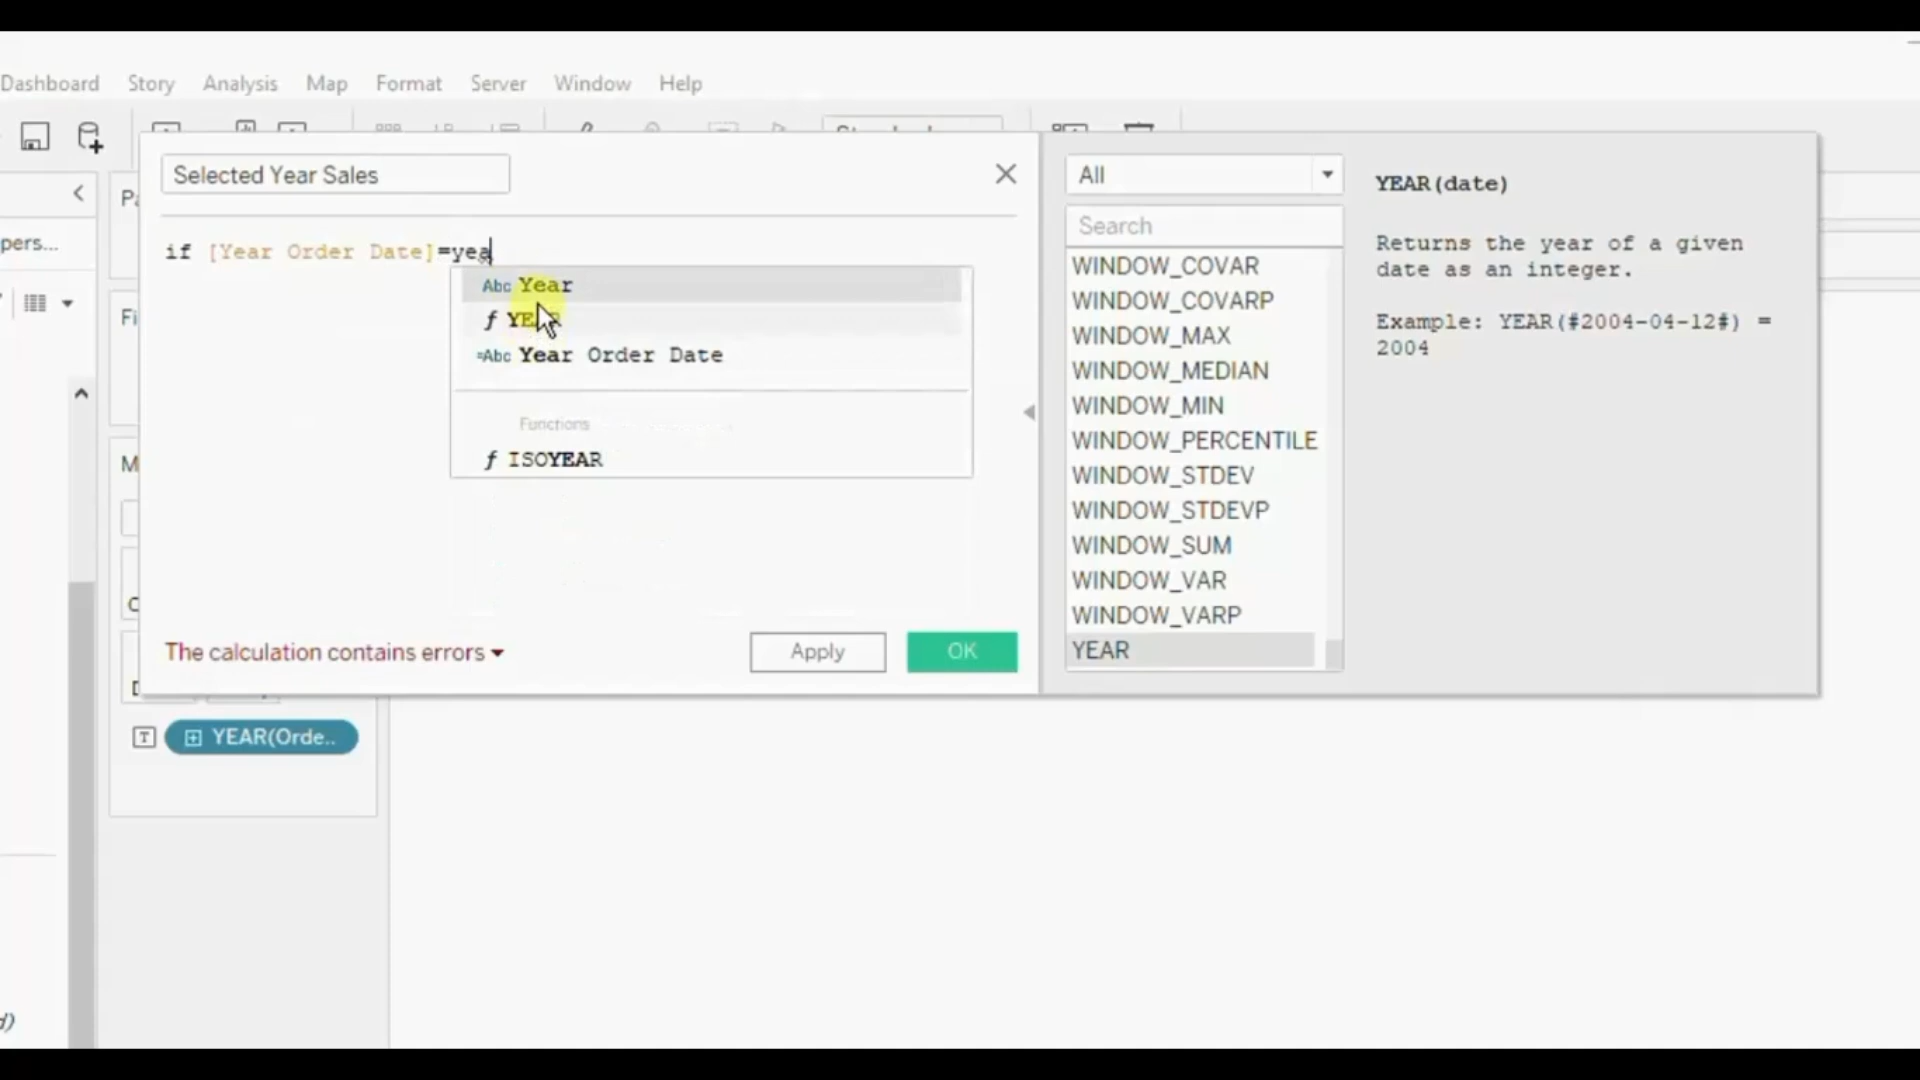 Dashboard Story Analysis Map Format Server Window Help
Selected Year Sales
if [Year Order Date]=yea
Abc Year
f YEAR
=Abc Year Order Date
Functions
f ISOYEAR
The calculation contains errors
Apply
OK
All
Search
WINDOW_COVAR
WINDOW_COVARP
WINDOW_MAX
WINDOW_MEDIAN
WINDOW_MIN
WINDOW_PERCENTILE
WINDOW_STDEV
WINDOW_STDEVP
WINDOW_SUM
WINDOW_VAR
WINDOW_VARP
YEAR
YEAR(date)
Returns the year of a given
date as an integer.
Example: YEAR(#2004-04-12#) =
2004
pers...
Pa
Fi
M
T
YEAR(Orde..
d)